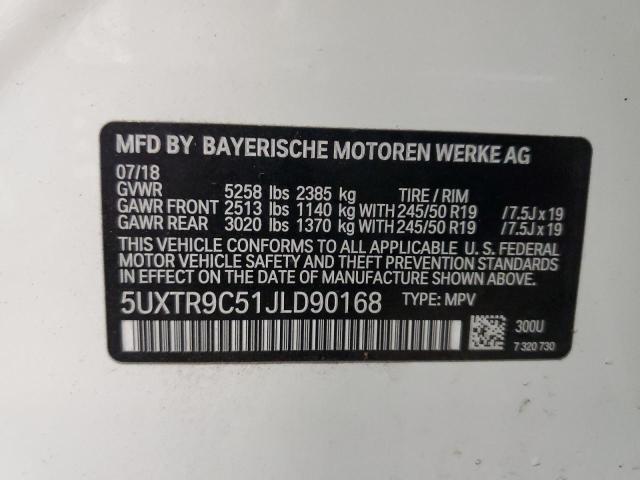 MFD BY BAYERISCHE MOTOREN WERKE AG
07/18
GVWR 5258 lbs 2385 kg TIRE / RIM
GAWR FRONT 2513 lbs 1140 kg WITH 245/50 R19 /7.5J x 19
GAWR REAR 3020 lbs 1370 kg WITH 245/50 R19 /7.5J x 19
THIS VEHICLE CONFORMS TO ALL APPLICABLE U. S. FEDERAL
MOTOR VEHICLE SAFETY AND THEFT PREVENTION STANDARDS
IN EFFECT ON THE DATE OF MANUFACTURE SHOWN ABOVE.
5UXTR9C51JLD90168 TYPE: MPV
300U
7 320 730